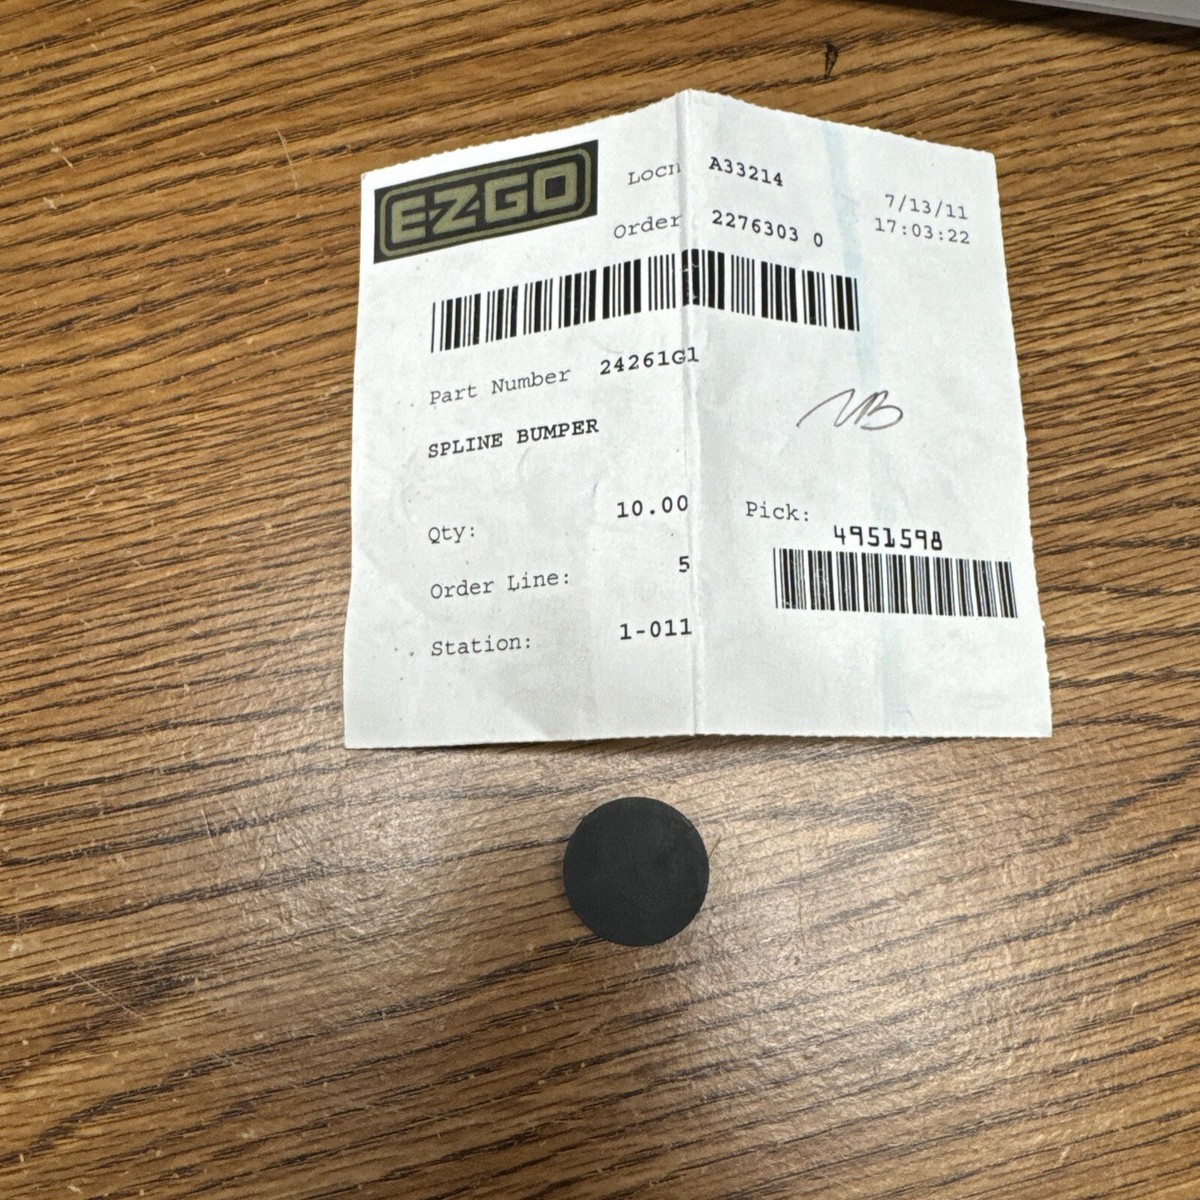 EZGO
Locn A33214
7/13/11
Order 2276303 0
17:03:22
Part Number 24261G1
SPLINE BUMPER
Qty: 10.00
Order Line: 5
Station: 1-011
Pick:
4951598